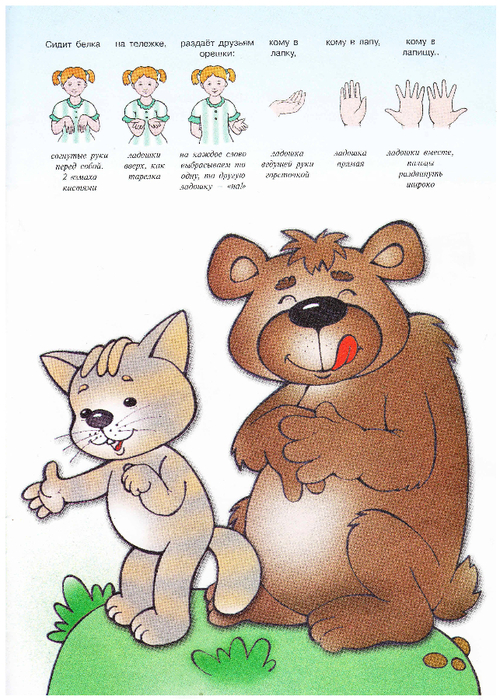 Сидит белка
на тележке,
раздаёт друзьям
орешки:
кому в
лапку,
кому в лапу,
кому в
лапищу..
согнутые руки
перед собой.
2 взмаха
кистями
ладошки
вверх, как
тарелка
на каждое слово
выбрасываем то
одну, то другую
ладошку – «на!»
ладошка
ведущей руки
горсточкой
ладошка
прямая
ладошки вместе,
пальцы
раздвинуть
широко